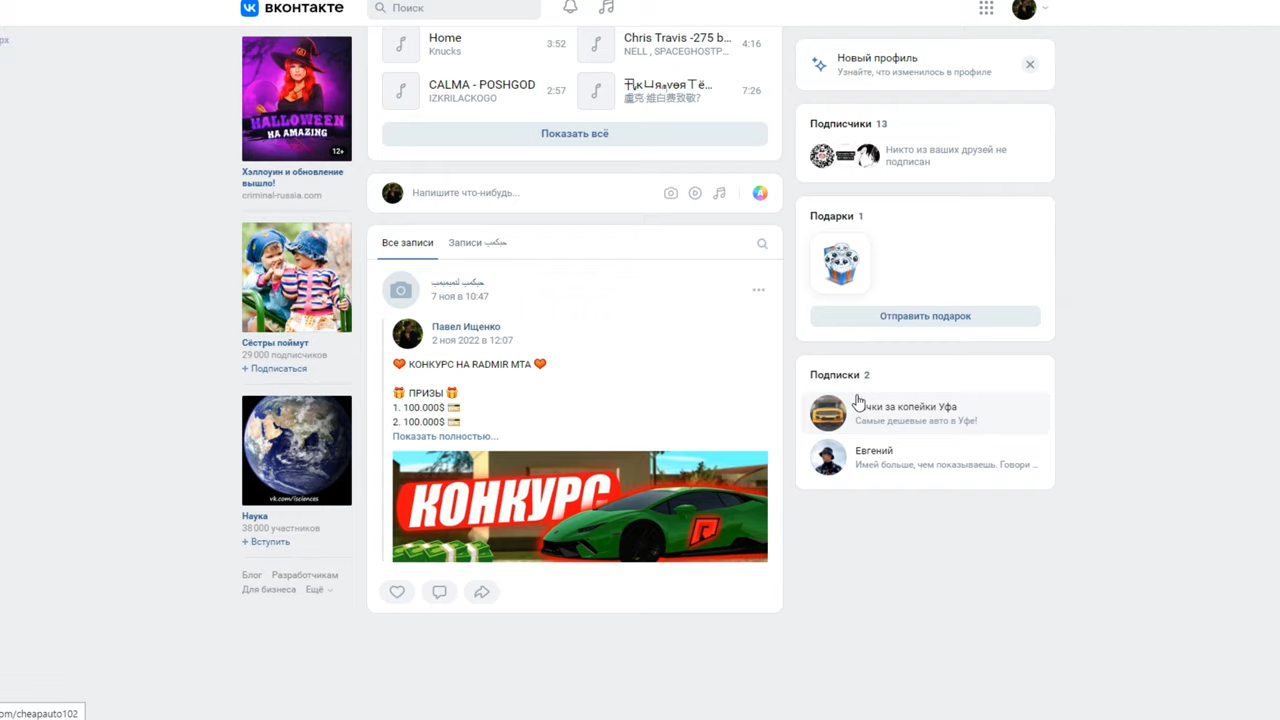 рх
вконтакте
Поиск
HALLOWEEN
НА AMAZING
12+
Хэллоуин и обновление
вышло!
criminal-russia.com
Сёстры поймут
29 000 подписчиков
+ Подписаться
vk.com/isciences
Наука
38 000 участников
+ Вступить
Блог Разработчикам
Для бизнеса Ещё
Home
Knucks
3:52
Chris Travis -275 b...
NELL , SPACEGHOSTP...
4:16
CALMA - POSHGOD
IZKRILACKOGO
2:57
7:26
Показать всё
Напишите что-нибудь...
Все записи
Записи
7 ноя в 10:47
Павел Ищенко
2 ноя 2022 в 12:07
КОНКУРС НА RADMIR MTA
ПРИЗЫ
1. 100.000$
2. 100.000$
Показать полностью...
КОНКУРС
Новый профиль
Узнайте, что изменилось в профиле
Подписчики 13
Никто из ваших друзей не
подписан
Подарки 1
Отправить подарок
Подписки 2
чки за копейки Уфа
Самые дешевые авто в Уфе!
Евгений
Имей больше, чем показываешь. Говори ...
om/cheapauto102